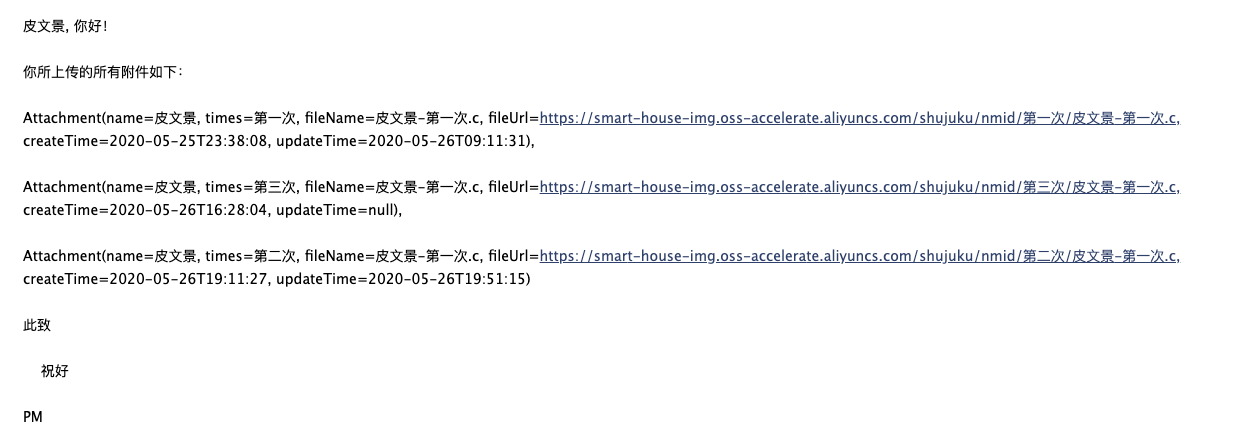 皮文景, 你好!
你所上传的所有附件如下:
Attachment(name=皮文景, times=第一次, fileName=皮文景-第一次.c, fileUrl=https://smart-house-img.oss-accelerate.aliyuncs.com/shujuku/nmid/第一次/皮文景-第一次.c,
createTime=2020-05-25T23:38:08, updateTime=2020-05-26T09:11:31),
Attachment(name=皮文景, times=第三次, fileName=皮文景-第一次.c, fileUrl=https://smart-house-img.oss-accelerate.aliyuncs.com/shujuku/nmid/第三次/皮文景-第一次.c,
createTime=2020-05-26T16:28:04, updateTime=null),
Attachment(name=皮文景, times=第二次, fileName=皮文景-第一次.c, fileUrl=https://smart-house-img.oss-accelerate.aliyuncs.com/shujuku/nmid/第二次/皮文景-第一次.c,
createTime=2020-05-26T19:11:27, updateTime=2020-05-26T19:51:15)
此致
祝好
PM